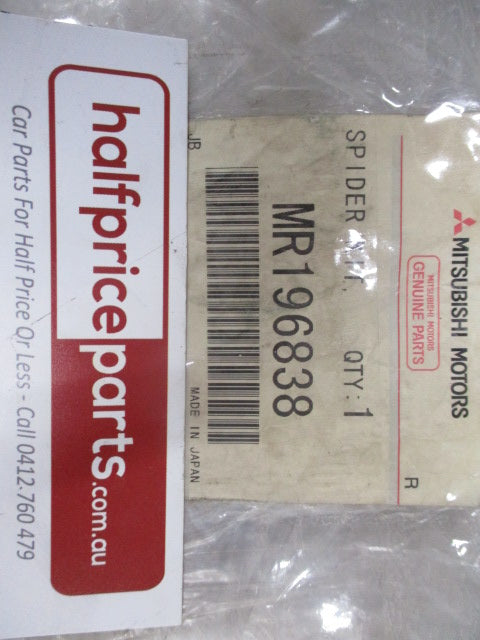 MITSUBISHI MOTORS
MITSUBISHI MOTORS
GENUINE PARTS
R
SPIDER KIT, QTY:1
MR196838
JB
MADE IN JAPAN
halfpriceparts.com.au
Car Parts For Half Price Or Less - Call 0412 760 479